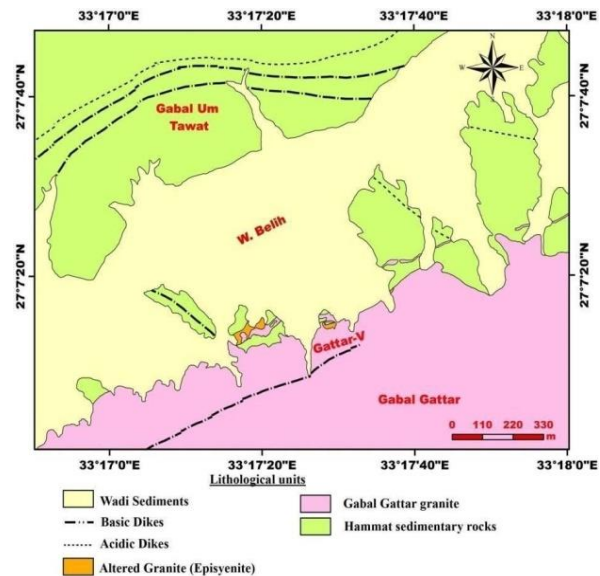 33°17'0"E 33°17'20"E 33°17'40"E 33°18'0"E
N
W E
S
27°7'40"N 27°7'40"N
Gabal Um
Tawat
W. Belih
27°7'20"N 27°7'20"N
Gattar-V
Gabal Gattar
0 110 220 330
m
33°17'0"E 33°17'20"E 33°17'40"E 33°18'0"E
Lithological units
Wadi Sediments Gabal Gattar granite
Basic Dikes Hammat sedimentary rocks
Acidic Dikes
Altered Granite (Episyenite)